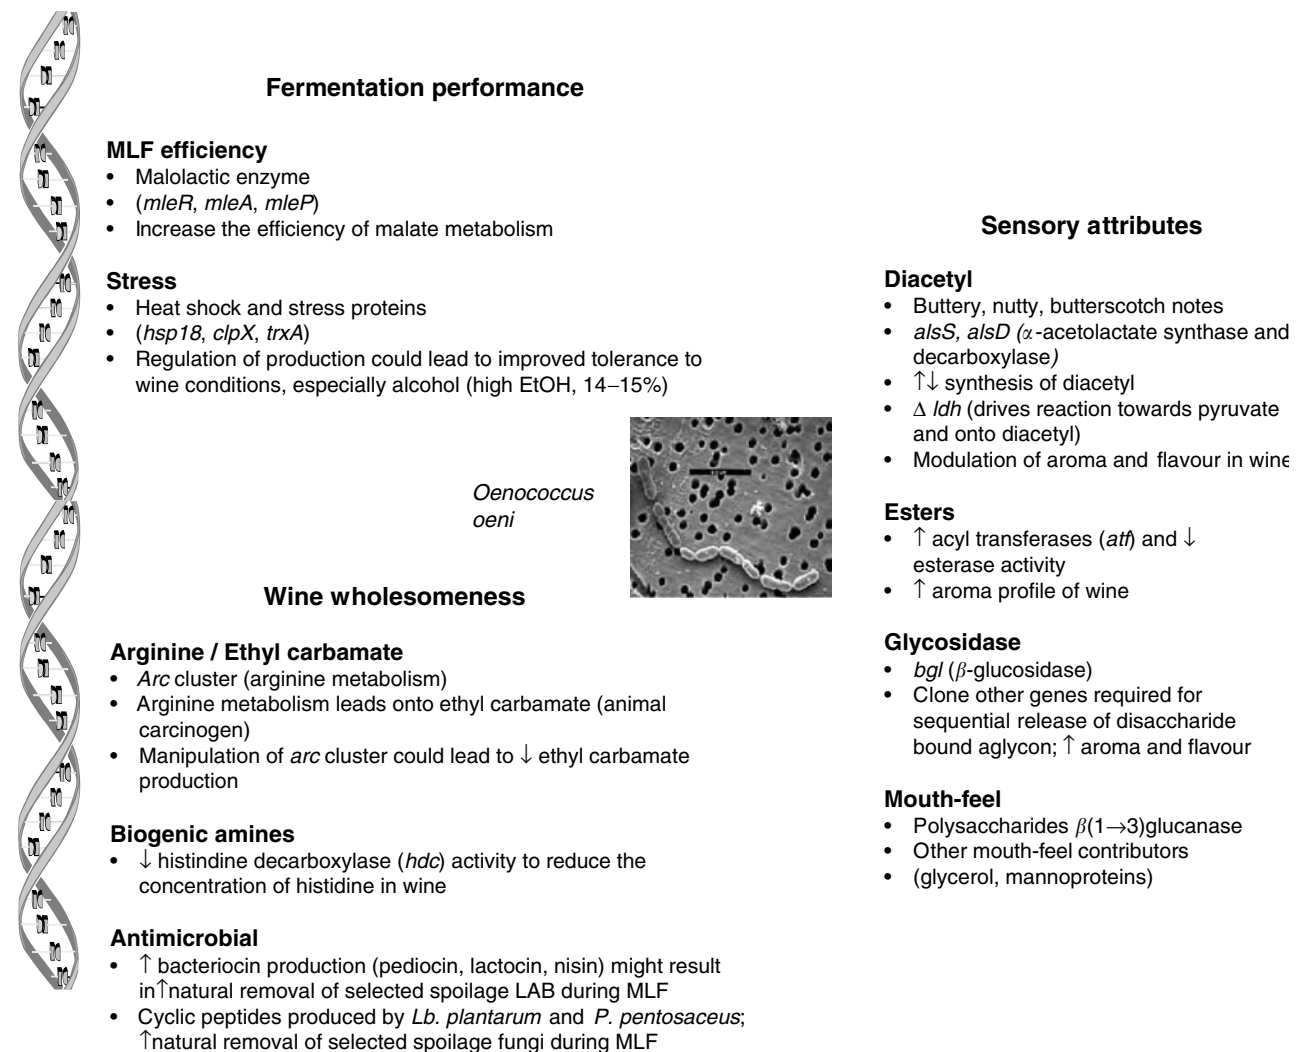 Fermentation performance
MLF efficiency
• Malolactic enzyme
• (mleR, mleA, mleP)
• Increase the efficiency of malate metabolism
Stress
• Heat shock and stress proteins
• (hsp18, clpX, trxA)
• Regulation of production could lead to improved tolerance to
wine conditions, especially alcohol (high EtOH, 14–15%)
Oenococcus
oeni
Wine wholesomeness
Arginine / Ethyl carbamate
• Arc cluster (arginine metabolism)
• Arginine metabolism leads onto ethyl carbamate (animal
carcinogen)
• Manipulation of arc cluster could lead to ↓ ethyl carbamate
production
Biogenic amines
• ↓ histindine decarboxylase (hdc) activity to reduce the
concentration of histidine in wine
Antimicrobial
• ↑ bacteriocin production (pediocin, lactocin, nisin) might result
in↑natural removal of selected spoilage LAB during MLF
• Cyclic peptides produced by Lb. plantarum and P. pentosaceus;
↑natural removal of selected spoilage fungi during MLF
Sensory attributes
Diacetyl
• Buttery, nutty, butterscotch notes
• alsS, alsD (α-acetolactate synthase and
decarboxylase)
• ↑↓ synthesis of diacetyl
• Δ ldh (drives reaction towards pyruvate
and onto diacetyl)
• Modulation of aroma and flavour in wine
Esters
• ↑ acyl transferases (atf) and ↓
esterase activity
• ↑ aroma profile of wine
Glycosidase
• bgl (β-glucosidase)
• Clone other genes required for
sequential release of disaccharide
bound aglycon; ↑ aroma and flavour
Mouth-feel
• Polysaccharides β(1→3)glucanase
• Other mouth-feel contributors
• (glycerol, mannoproteins)